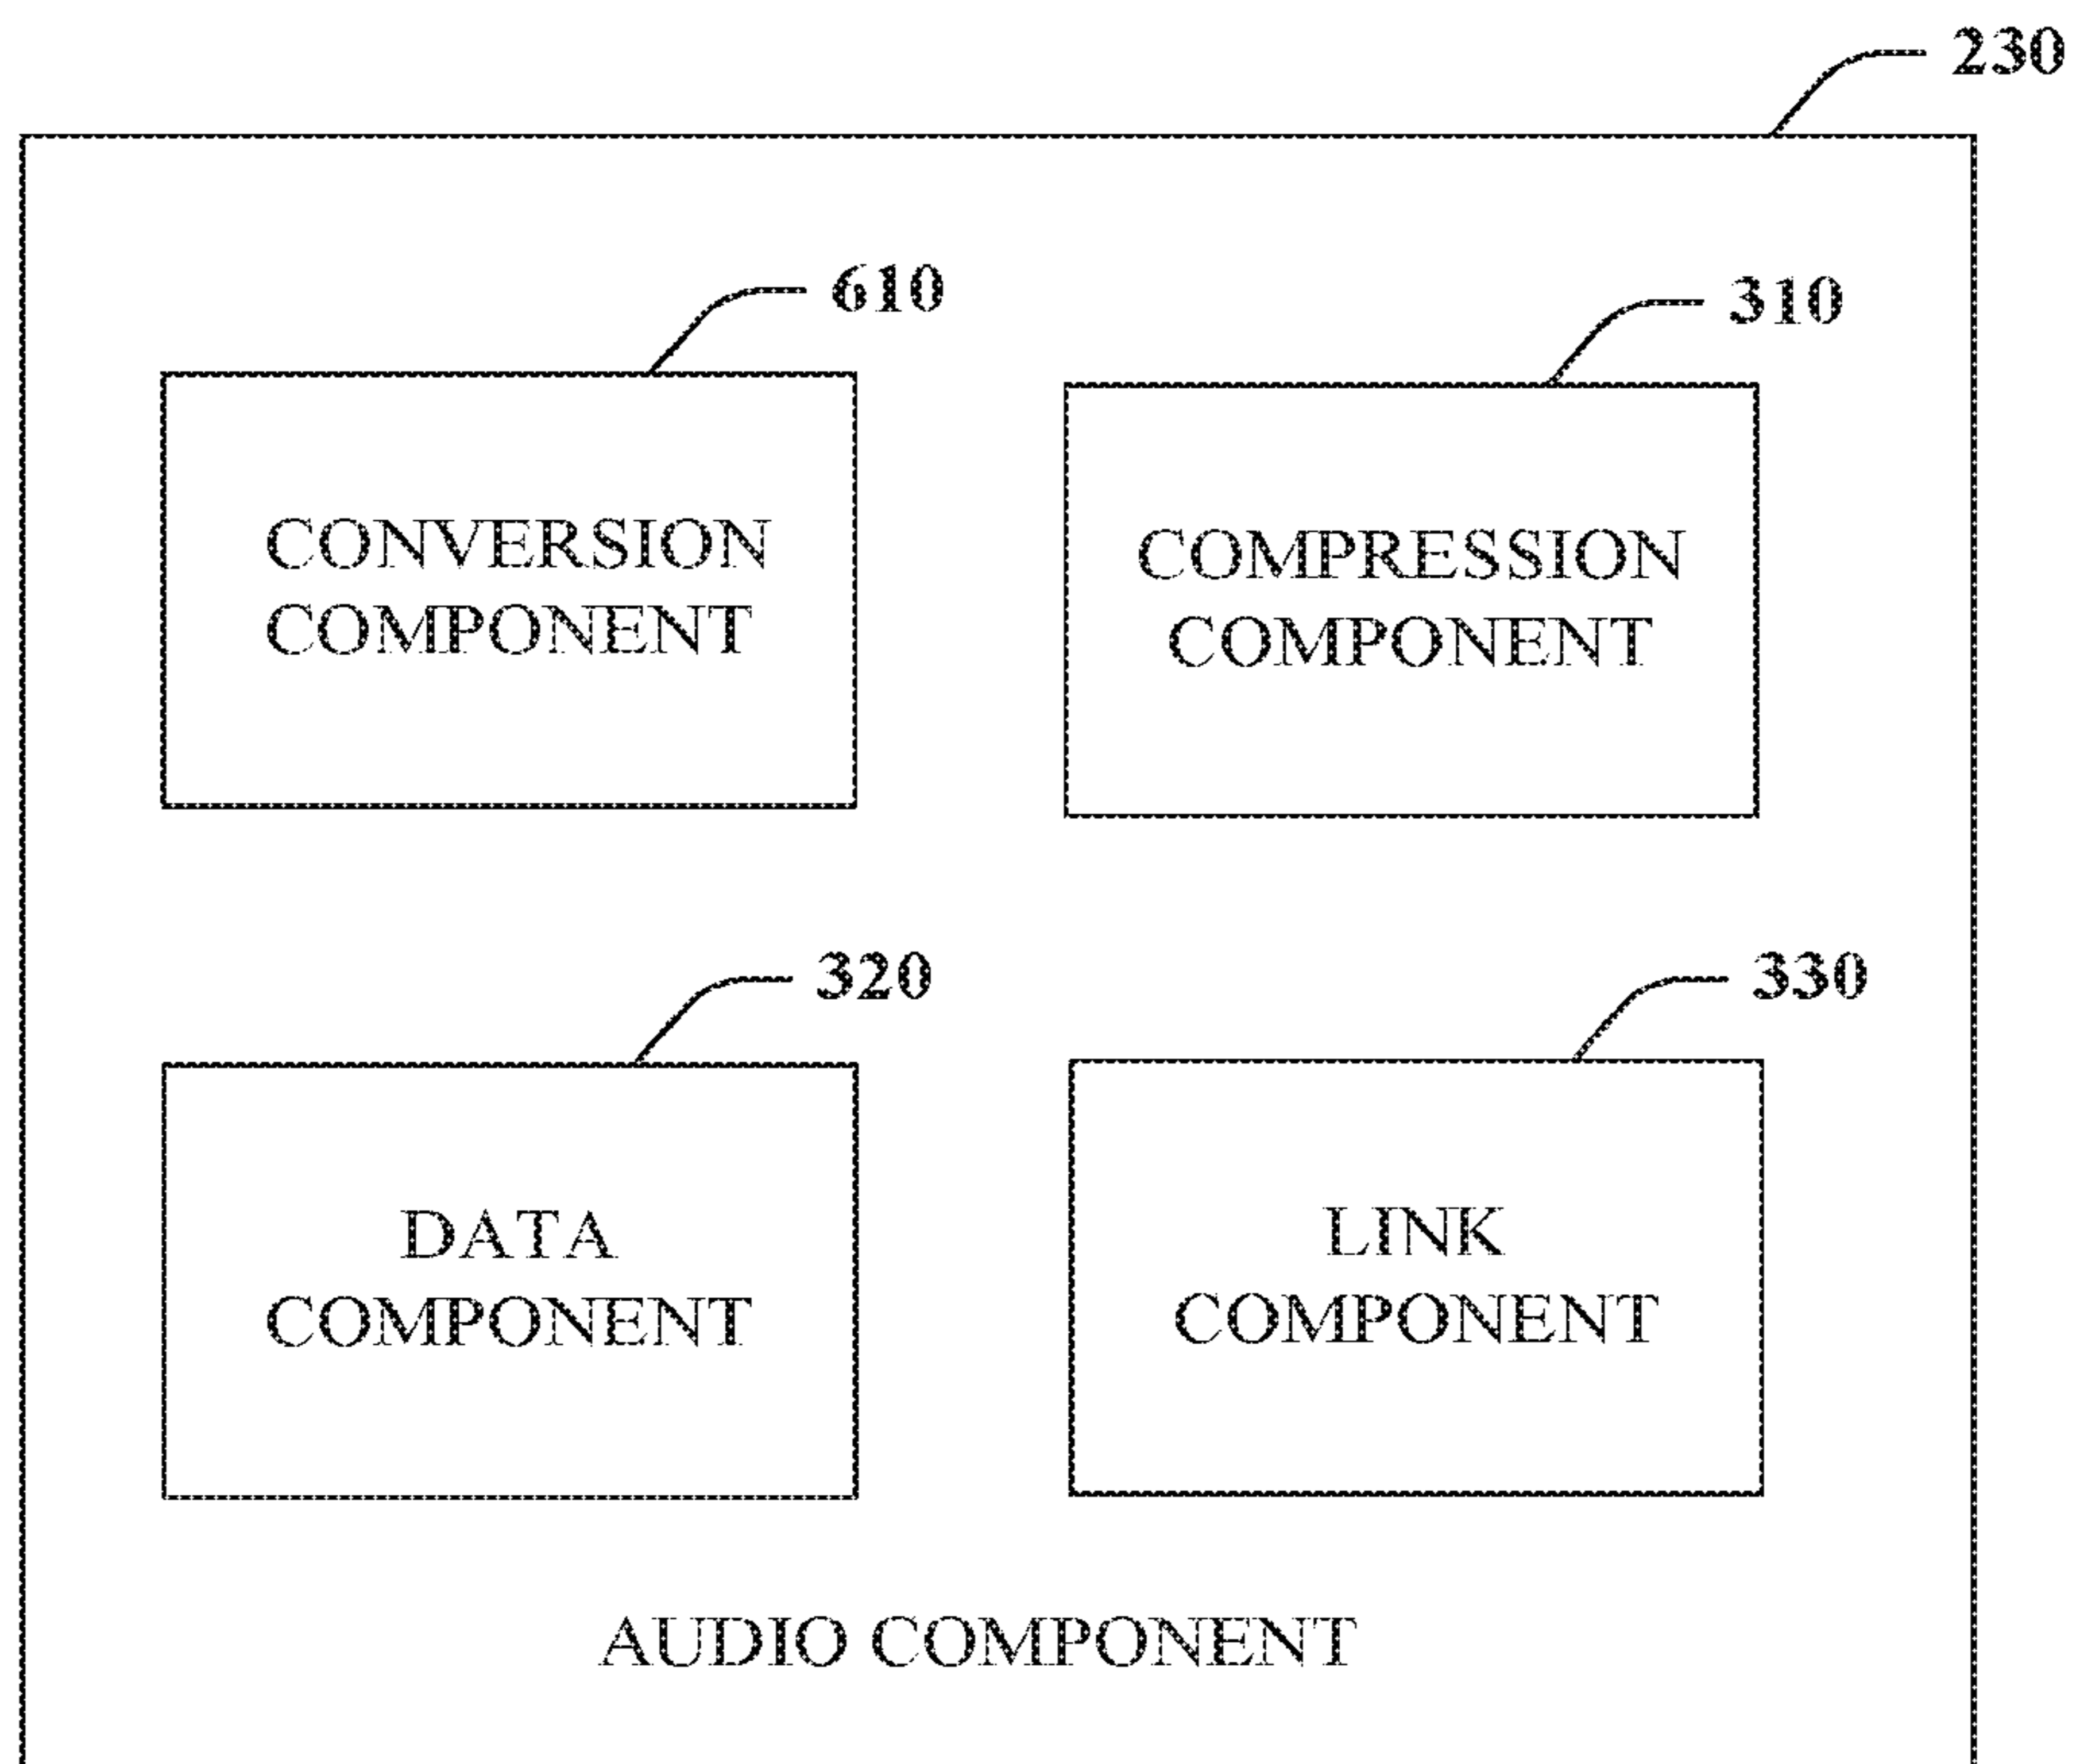 230
610
310
CONVERSION
COMPONENT
COMPRESSION
COMPONENT
320
330
DATA
COMPONENT
LINK
COMPONENT
AUDIO COMPONENT